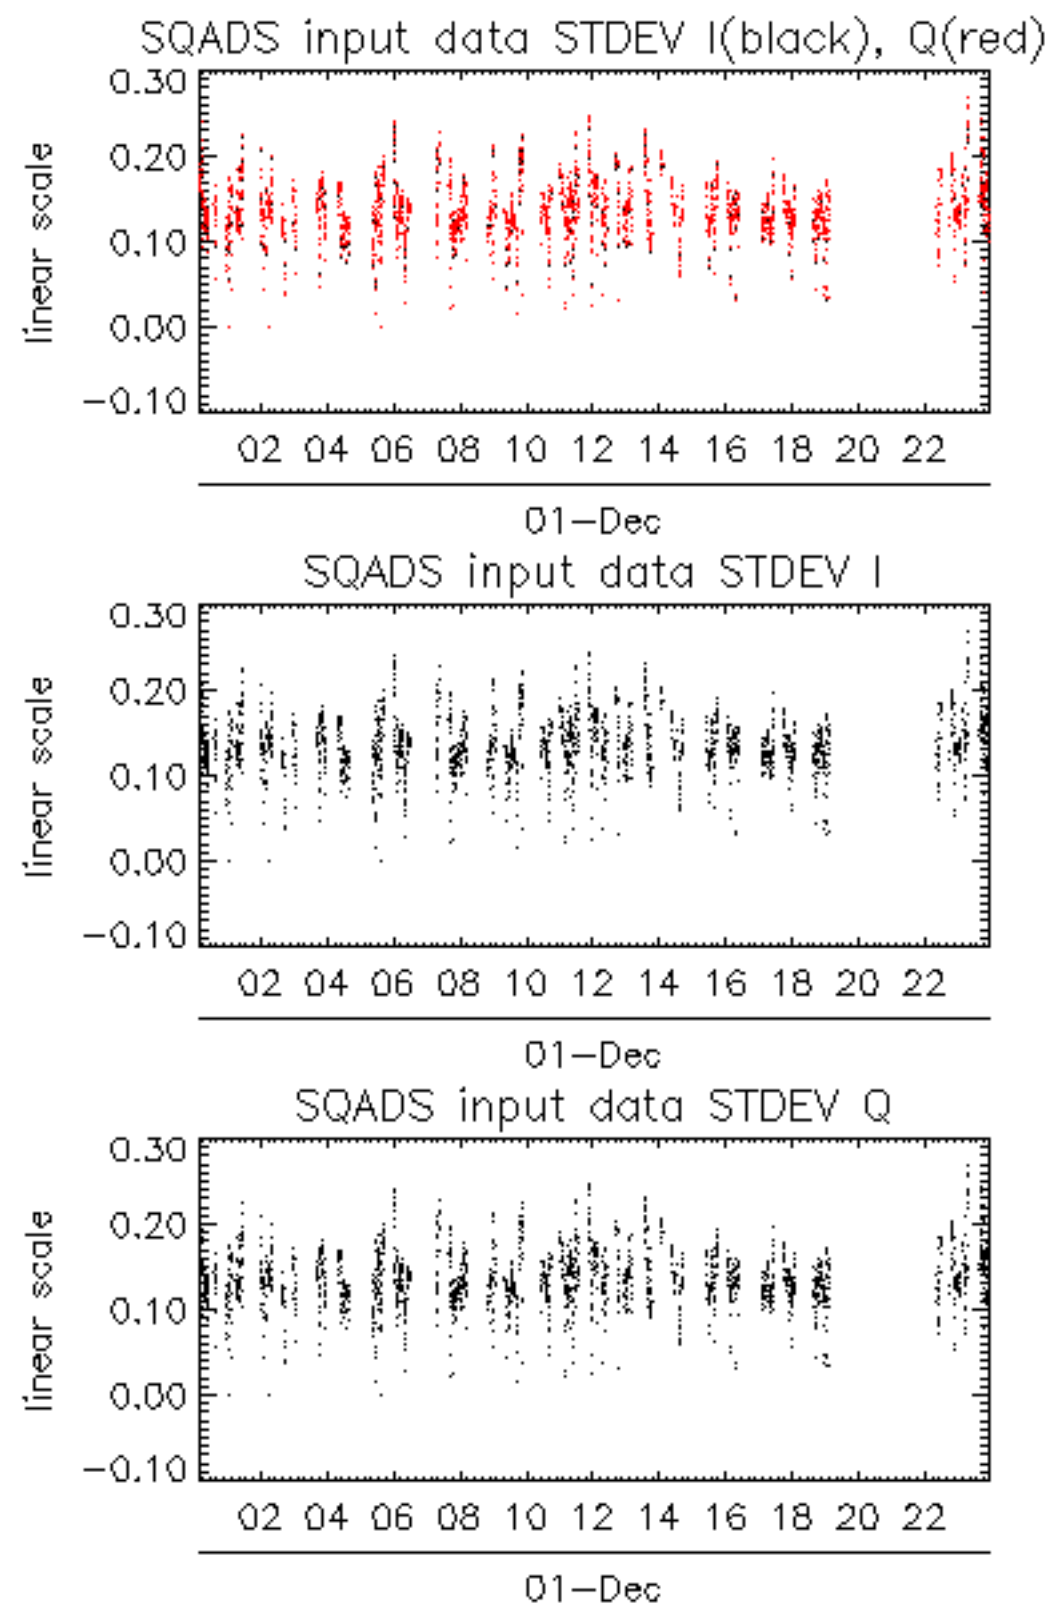 SQADS input data STDEV I(black), Q(red)
0.30
0.20
0.10
0.00
-0.10
linear scale
02 04 06 08 10 12 14 16 18 20 22
01-Dec
SQADS input data STDEV I
0.30
0.20
0.10
0.00
-0.10
linear scale
02 04 06 08 10 12 14 16 18 20 22
01-Dec
SQADS input data STDEV Q
0.30
0.20
0.10
0.00
-0.10
linear scale
02 04 06 08 10 12 14 16 18 20 22
01-Dec